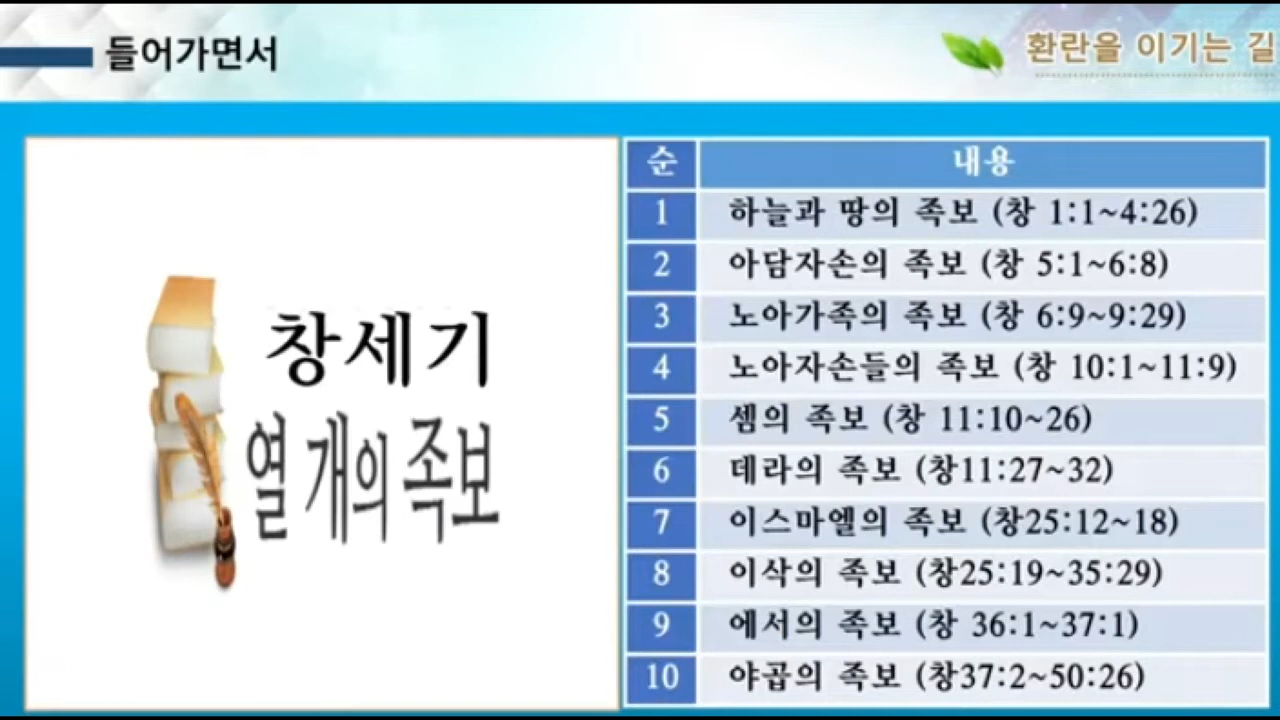 들어가면서
환란을 이기는 길
창세기
열 개의 족보
순 내용
1 하늘과 땅의 족보 (창 1:1~4:26)
2 아담자손의 족보 (창 5:1~6:8)
3 노아가족의 족보 (창 6:9~9:29)
4 노아자손들의 족보 (창 10:1~11:9)
5 셈의 족보 (창 11:10~26)
6 데라의 족보 (창11:27~32)
7 이스마엘의 족보 (창25:12~18)
8 이삭의 족보 (창25:19~35:29)
9 에서의 족보 (창 36:1~37:1)
10 야곱의 족보 (창37:2~50:26)